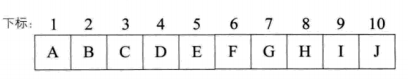 下标： 1 2 3 4 5 6 7 8 9 10
A B C D E F G H I J